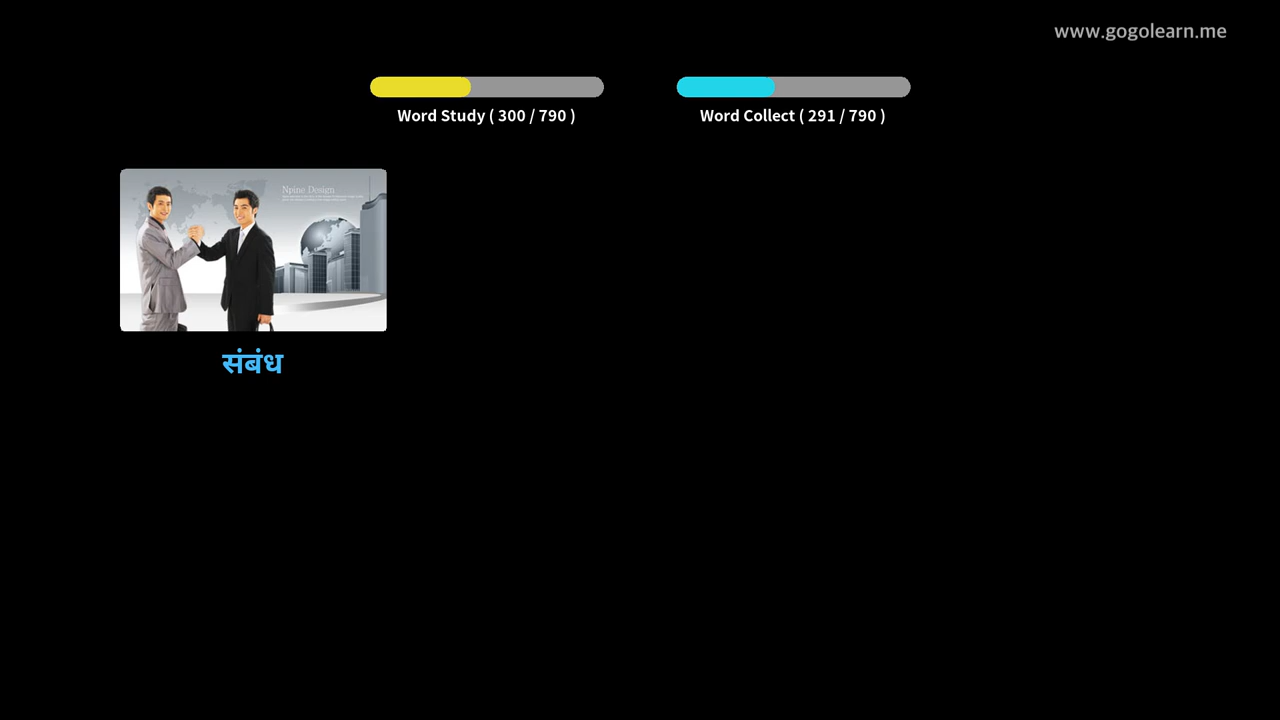 www.gogolearn.me
Word Study ( 300 / 790 )
Word Collect ( 291 / 790 )
Npine Design
संबंध